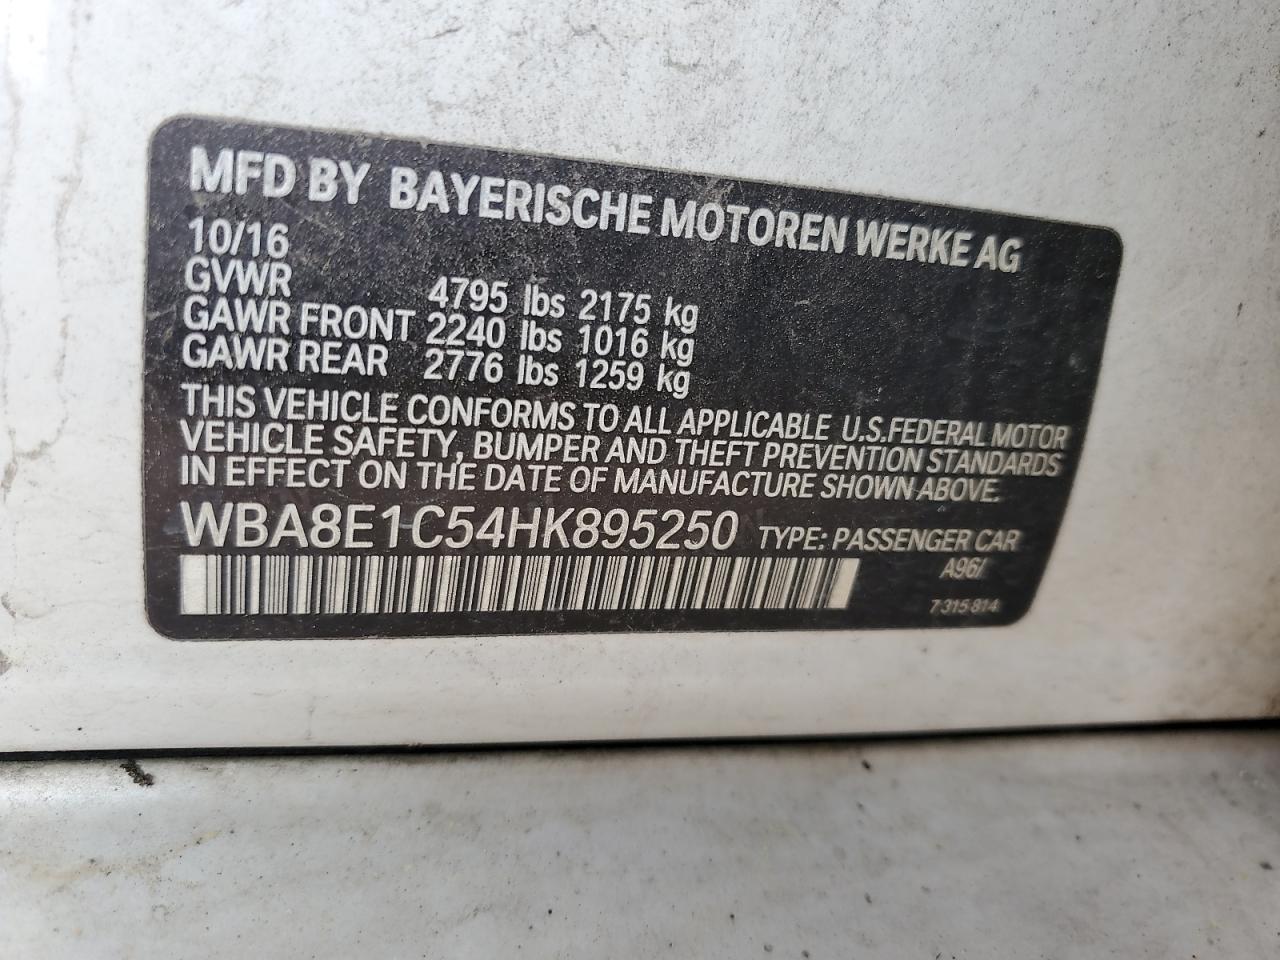 MFD BY BAYERISCHE MOTOREN WERKE AG
10/16
GVWR 4795 lbs 2175 kg
GAWR FRONT 2240 lbs 1016 kg
GAWR REAR 2776 lbs 1259 kg
THIS VEHICLE CONFORMS TO ALL APPLICABLE U.S.FEDERAL MOTOR
VEHICLE SAFETY, BUMPER AND THEFT PREVENTION STANDARDS
IN EFFECT ON THE DATE OF MANUFACTURE SHOWN ABOVE.
WBA8E1C54HK895250 TYPE: PASSENGER CAR
A96/
7 315 814